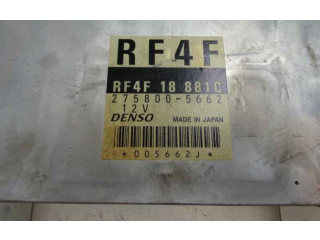 RF4F
RF4F 18 881C
275800-5662
12V
DENSO MADE IN JAPAN
*005662J*